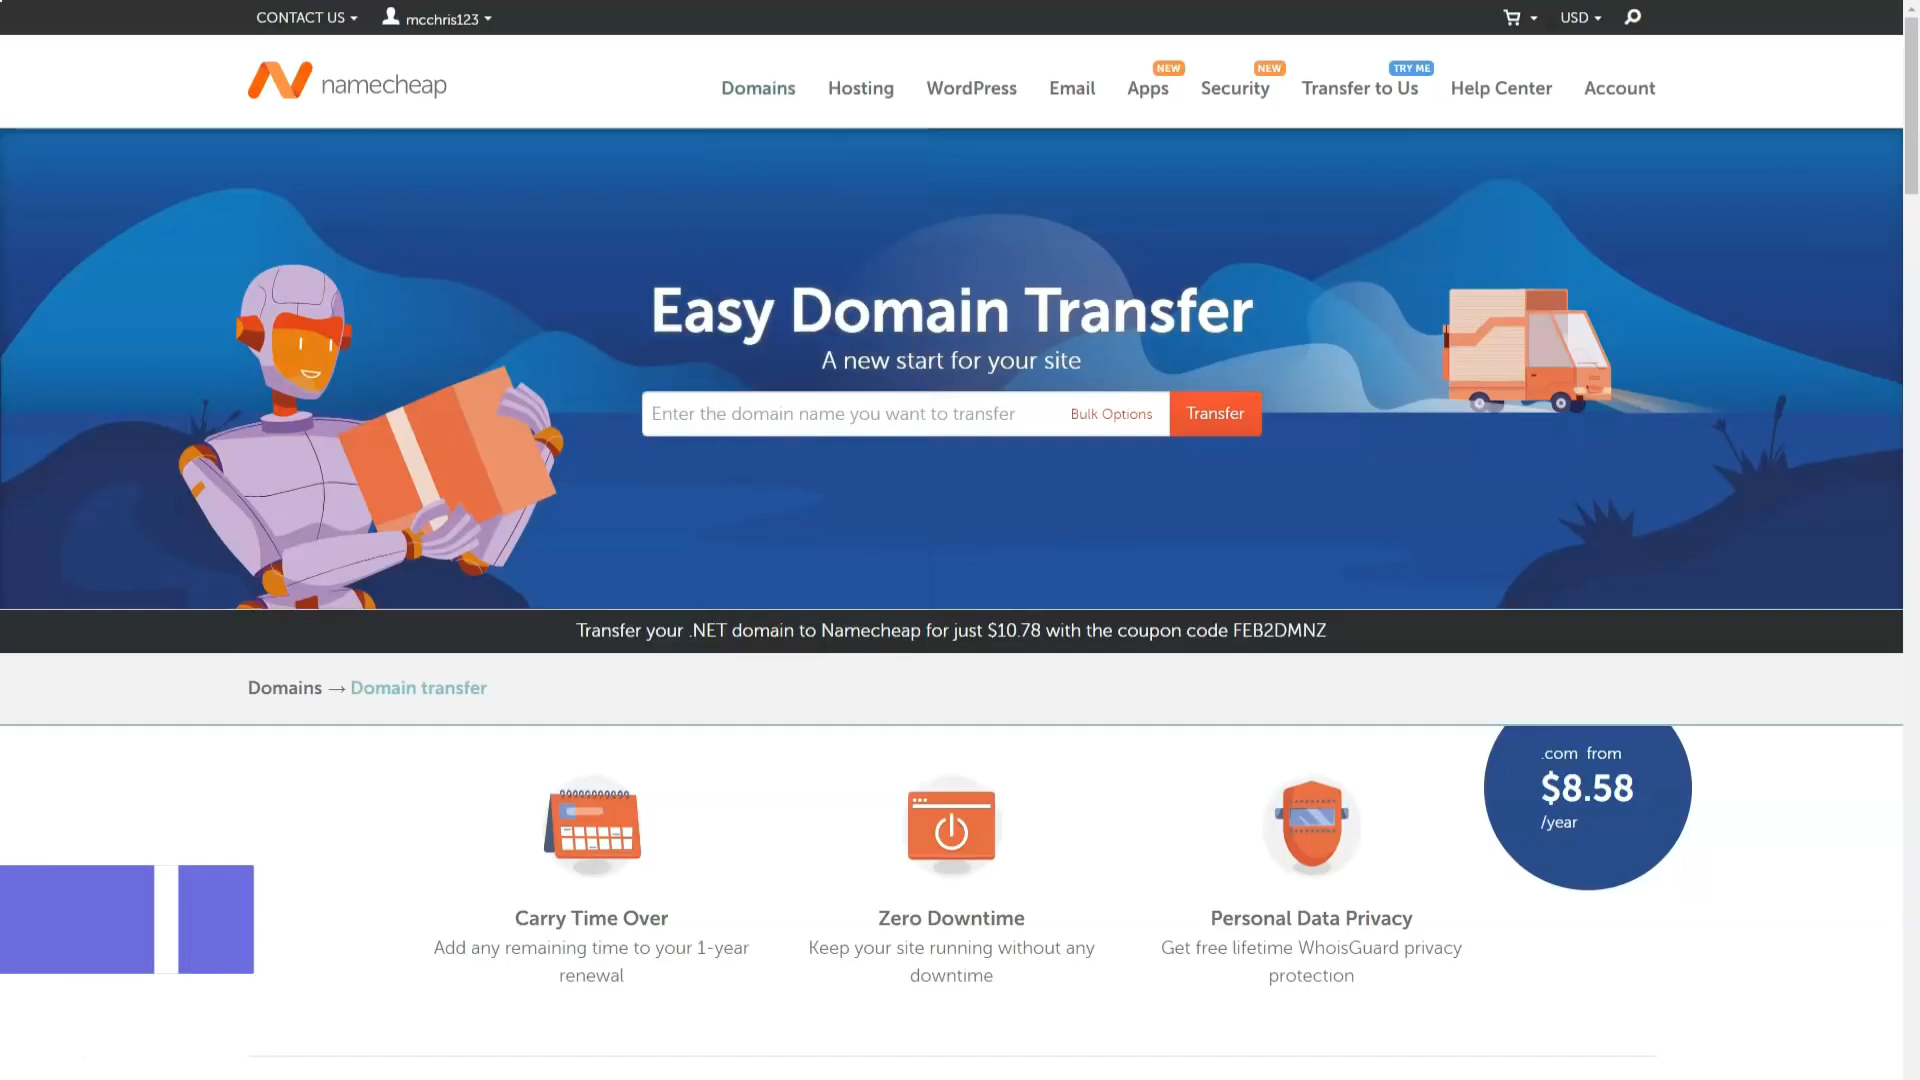 CONTACT US
mcchris123
USD
namecheap
Domains
Hosting
WordPress
Email
Apps
NEW
Security
NEW
Transfer to Us
TRY ME
Help Center
Account
Easy Domain Transfer
A new start for your site
Enter the domain name you want to transfer
Bulk Options
Transfer
Transfer your .NET domain to Namecheap for just $10.78 with the coupon code FEB2DMNZ
Domains → Domain transfer
.com from
$8.58
/year
Carry Time Over
Add any remaining time to your 1-year
renewal
Zero Downtime
Keep your site running without any
downtime
Personal Data Privacy
Get free lifetime WhoisGuard privacy
protection